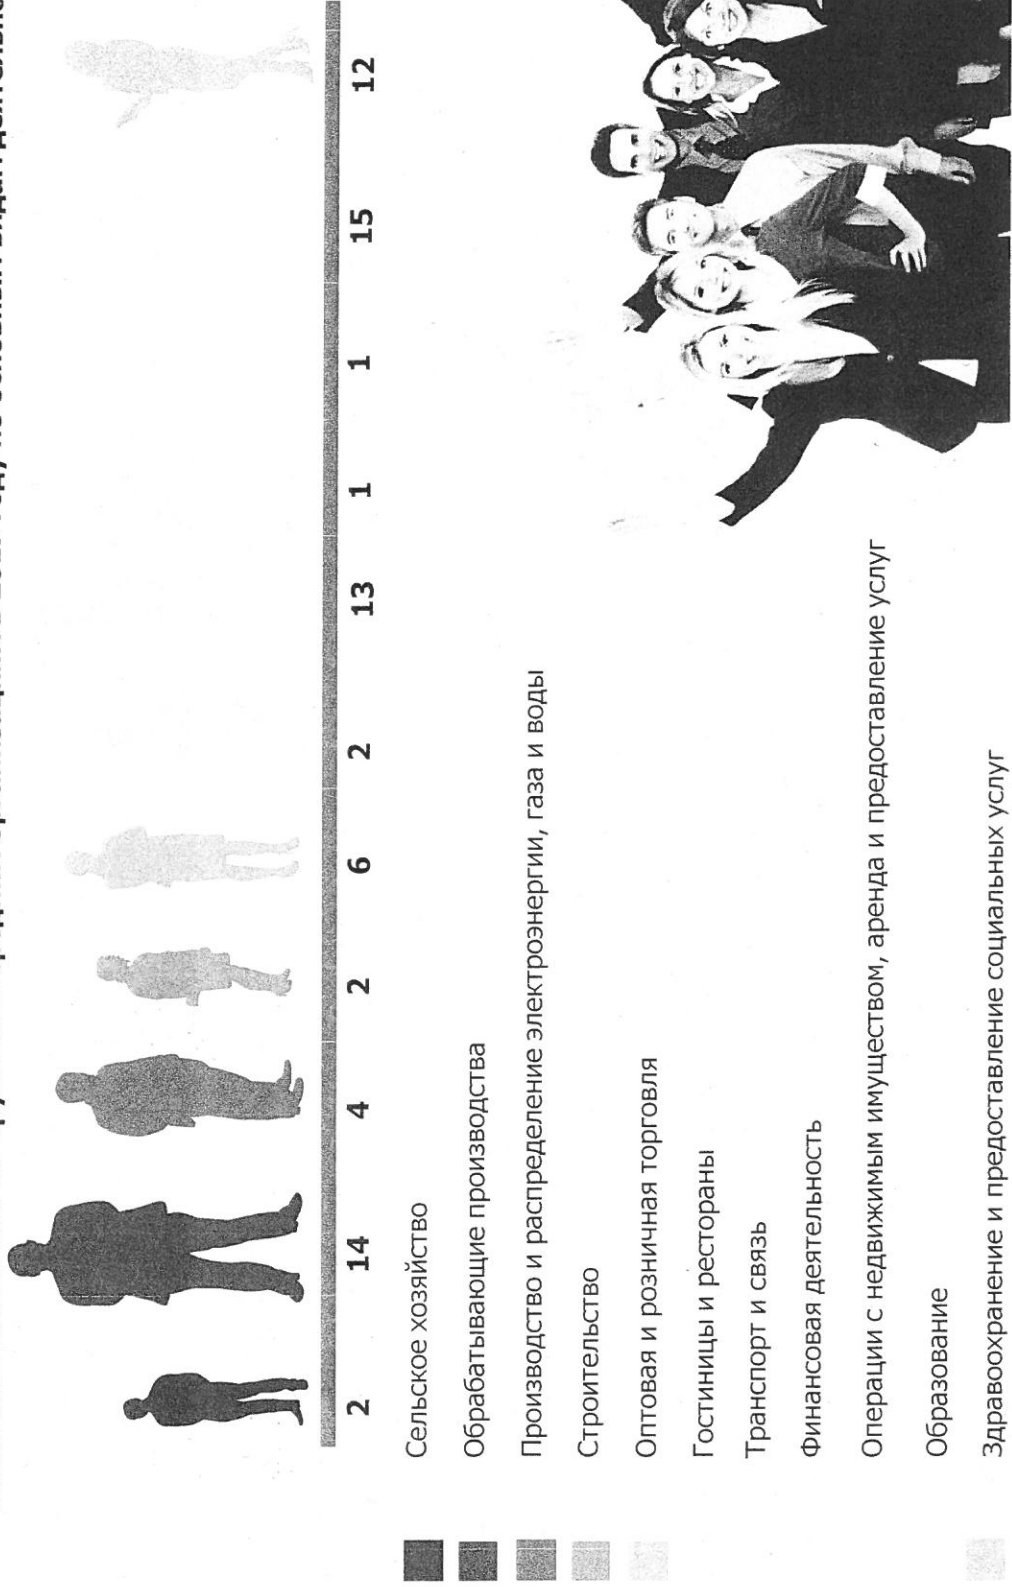 2 14 4 2 6 2 13 1 1 15 12
Сельское хозяйство
Обрабатывающие производства
Производство и распределение электроэнергии, газа и воды
Строительство
Оптовая и розничная торговля
Гостиницы и рестораны
Транспорт и связь
Финансовая деятельность
Операции с недвижимым имуществом, аренда и предоставление услуг
Образование
Здравоохранение и предоставление социальных услуг